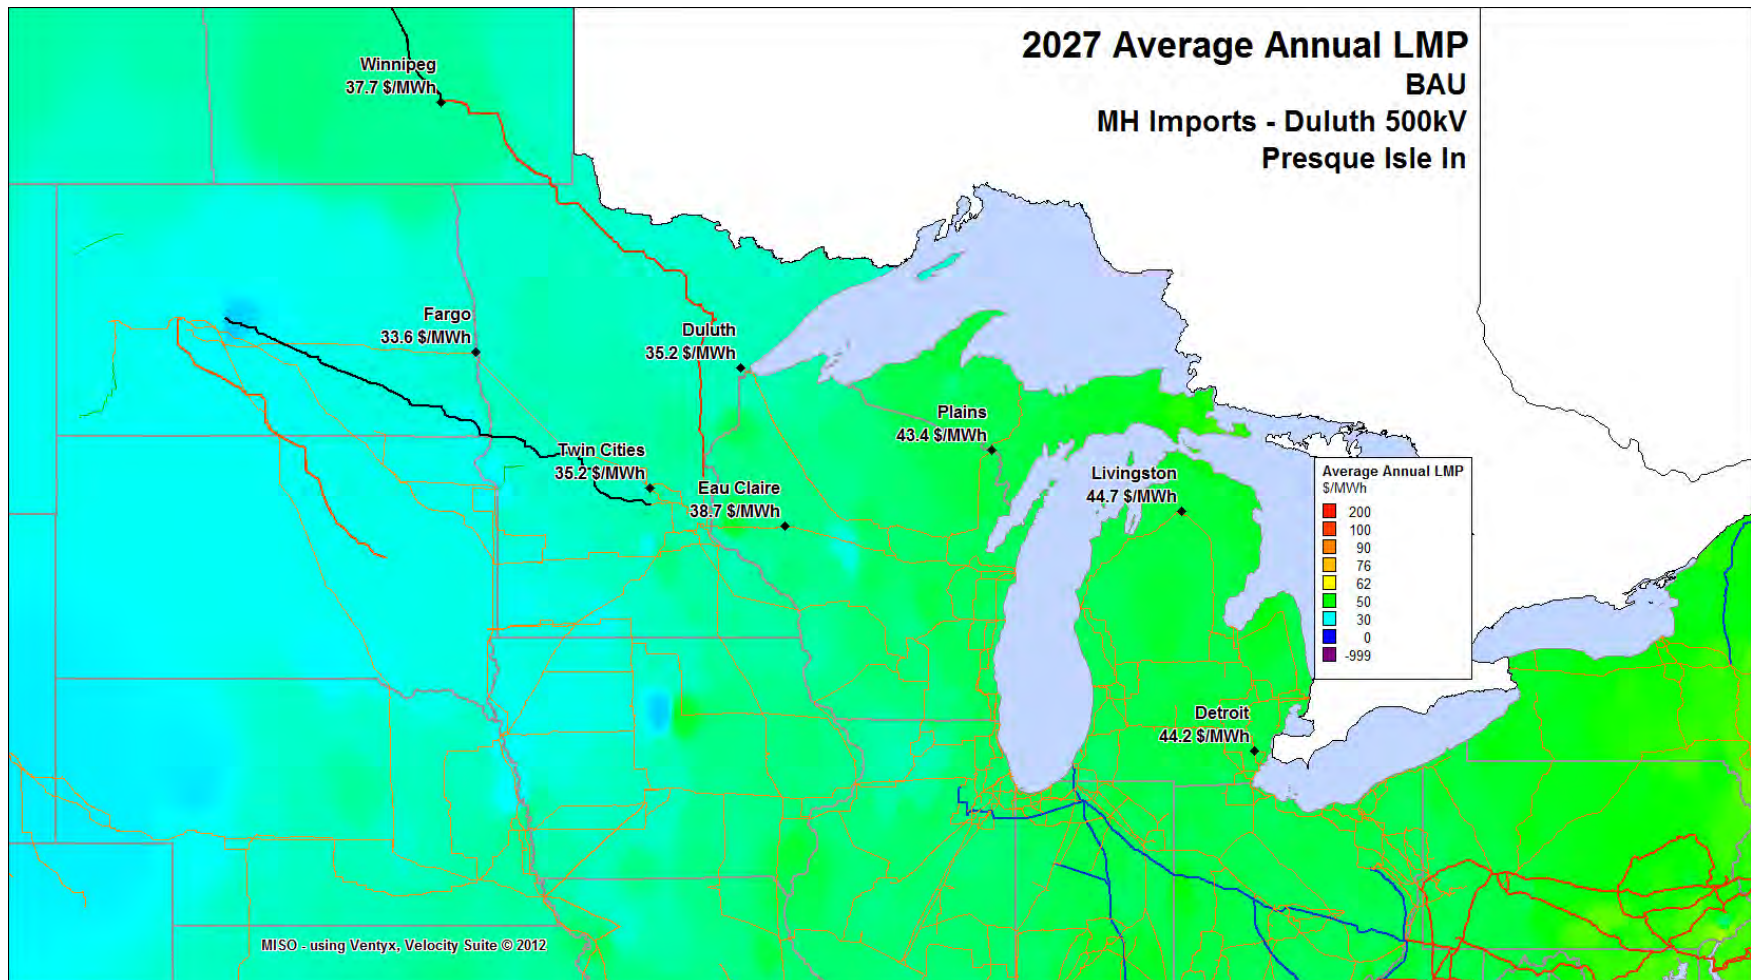 2027 Average Annual LMP
BAU
MH Imports - Duluth 500kV
Presque Isle In
Winnipeg
37.7 $/MWh
Fargo
33.6 $/MWh
Duluth
35.2 $/MWh
Plains
43.4 $/MWh
Twin Cities
35.2 $/MWh
Eau Claire
38.7 $/MWh
Livingston
44.7 $/MWh
Average Annual LMP
$/MWh
200
100
90
76
62
50
30
0
-999
Detroit
44.2 $/MWh
MISO - using Ventyx, Velocity Suite © 2012